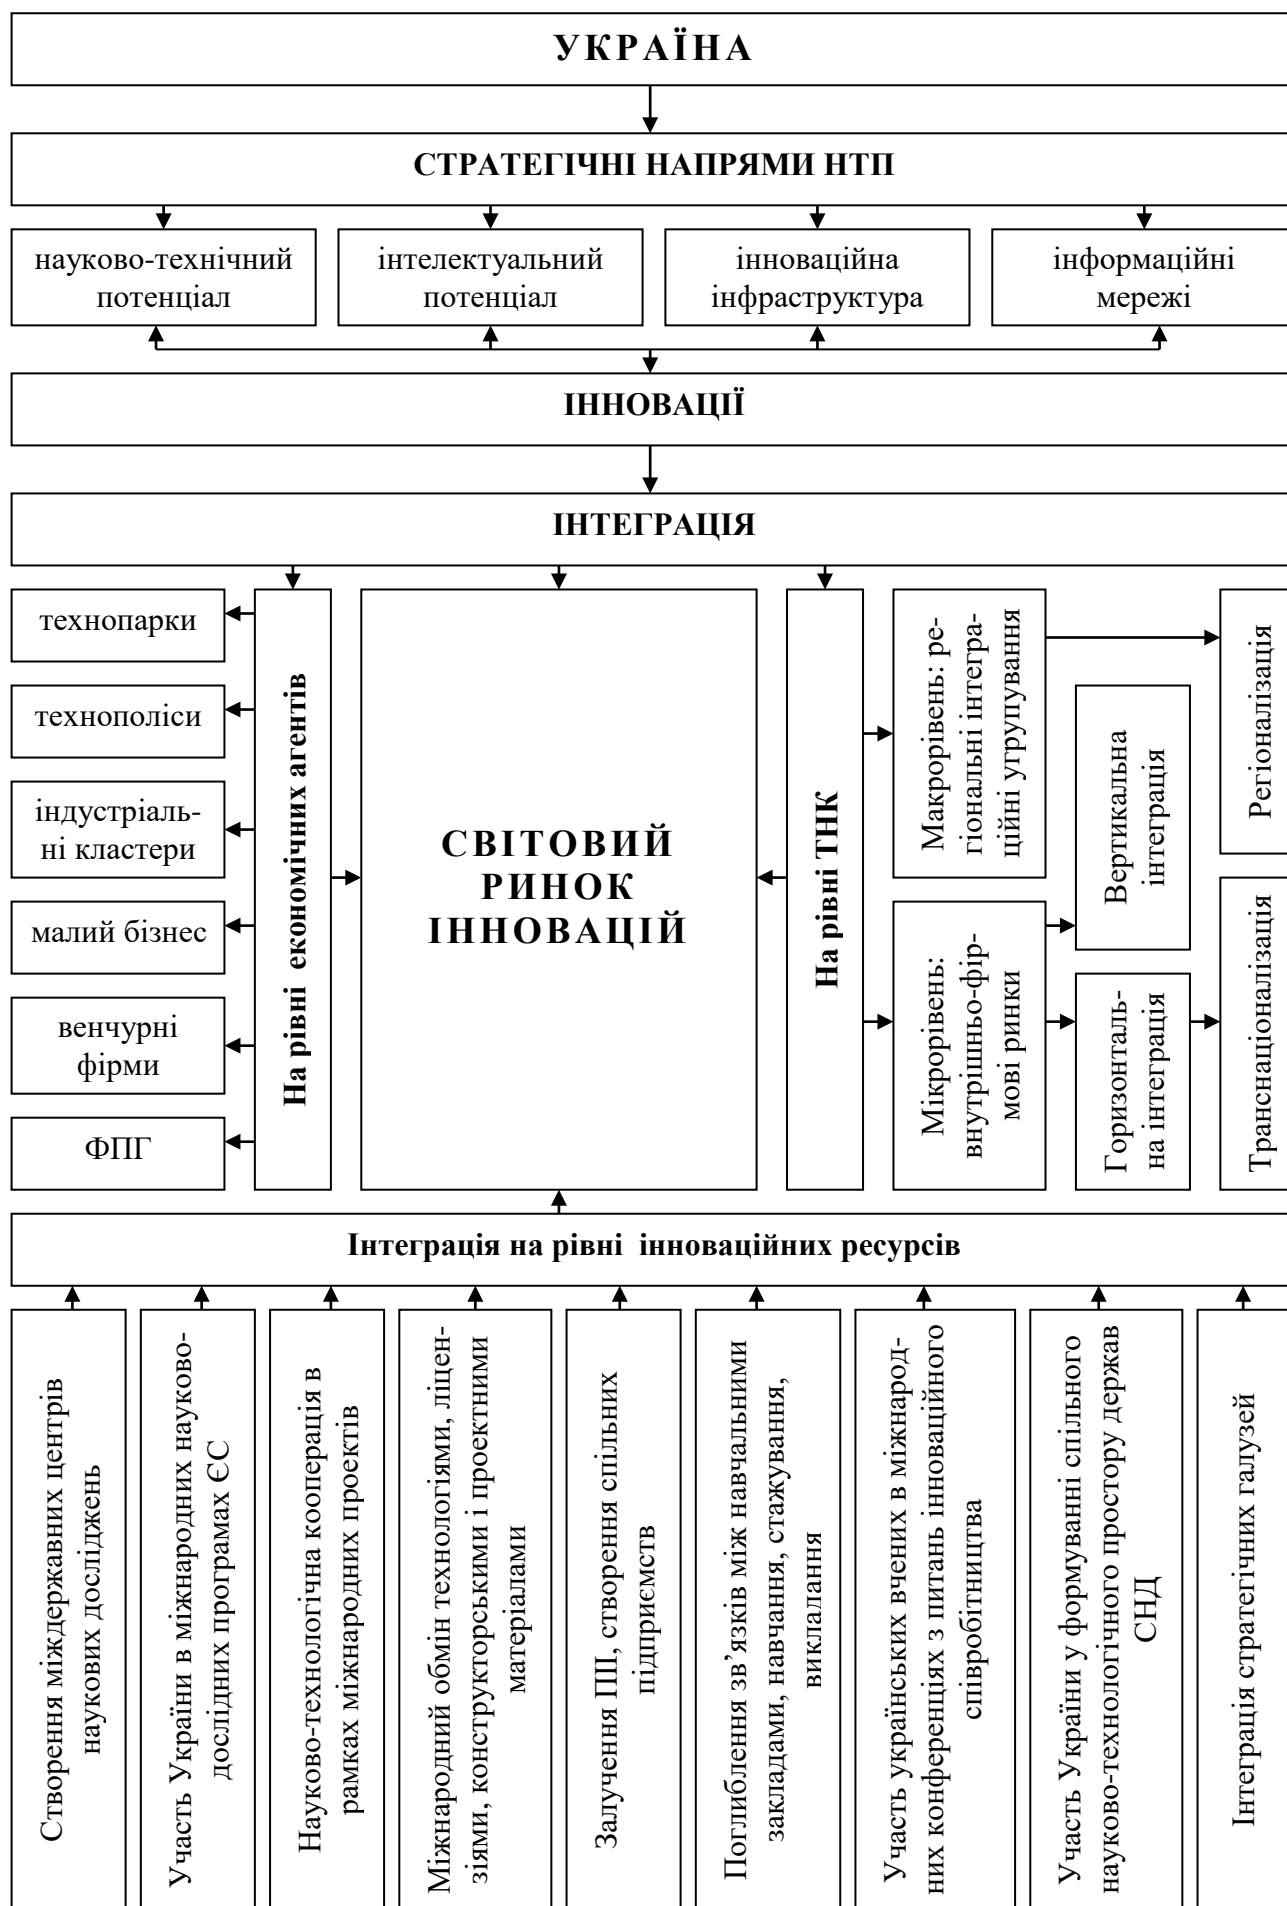 УКРАЇНА
СТРАТЕГІЧНІ НАПРЯМИ НТП
науково-технічний
потенціал
інтелектуальний
потенціал
інноваційна
інфраструктура
інформаційні
мережі
ІННОВАЦІЇ
ІНТЕГРАЦІЯ
технопарки
технополіси
індустріаль-
ні кластери
малий бізнес
венчурні
фірми
ФПГ
На рівні економічних агентів
СВІТОВИЙ
РИНОК
ІННОВАЦІЙ
На рівні ТНК
Макрорівень: ре-
гіональні інтегра-
ційні угрупування
Мікрорівень:
внутрішньо-фір-
мові ринки
Вертикальна
інтеграція
Горизонталь-
на інтеграція
Регіоналізація
Транснаціоналізація
Інтеграція на рівні інноваційних ресурсів
Створення міждержавних центрів
наукових досліджень
Участь України в міжнародних науково-
дослідних програмах ЄС
Науково-технологічна кооперація в
рамках міжнародних проектів
Міжнародний обмін технологіями, ліцен-
зіями, конструкторськими і проектними
матеріалами
Залучення ПІІ, створення спільних
підприємств
Поглиблення зв’язків між навчальними
закладами, навчання, стажування,
викладання
Участь українських вчених в міжнарод-
них конференціях з питань інноваційного
співробітництва
Участь України у формуванні спільного
науково-технологічного простору держав
СНД
Інтеграція стратегічних галузей